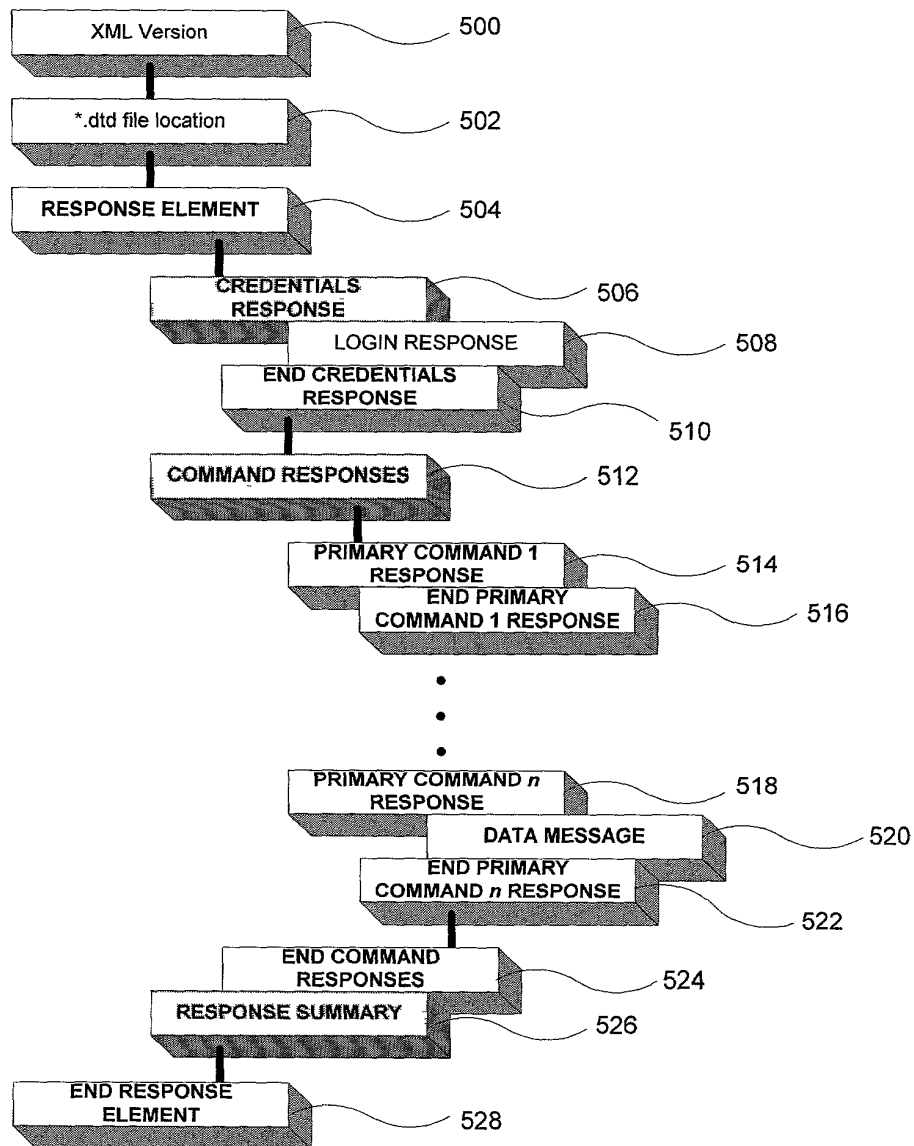 XML Version
500
*.dtd file location
502
RESPONSE ELEMENT
504
CREDENTIALS
RESPONSE
506
LOGIN RESPONSE
508
END CREDENTIALS
RESPONSE
510
COMMAND RESPONSES
512
PRIMARY COMMAND 1
RESPONSE
514
END PRIMARY
COMMAND 1 RESPONSE
516
PRIMARY COMMAND n
RESPONSE
518
DATA MESSAGE
520
END PRIMARY
COMMAND n RESPONSE
522
END COMMAND
RESPONSES
524
RESPONSE SUMMARY
526
END RESPONSE
ELEMENT
528